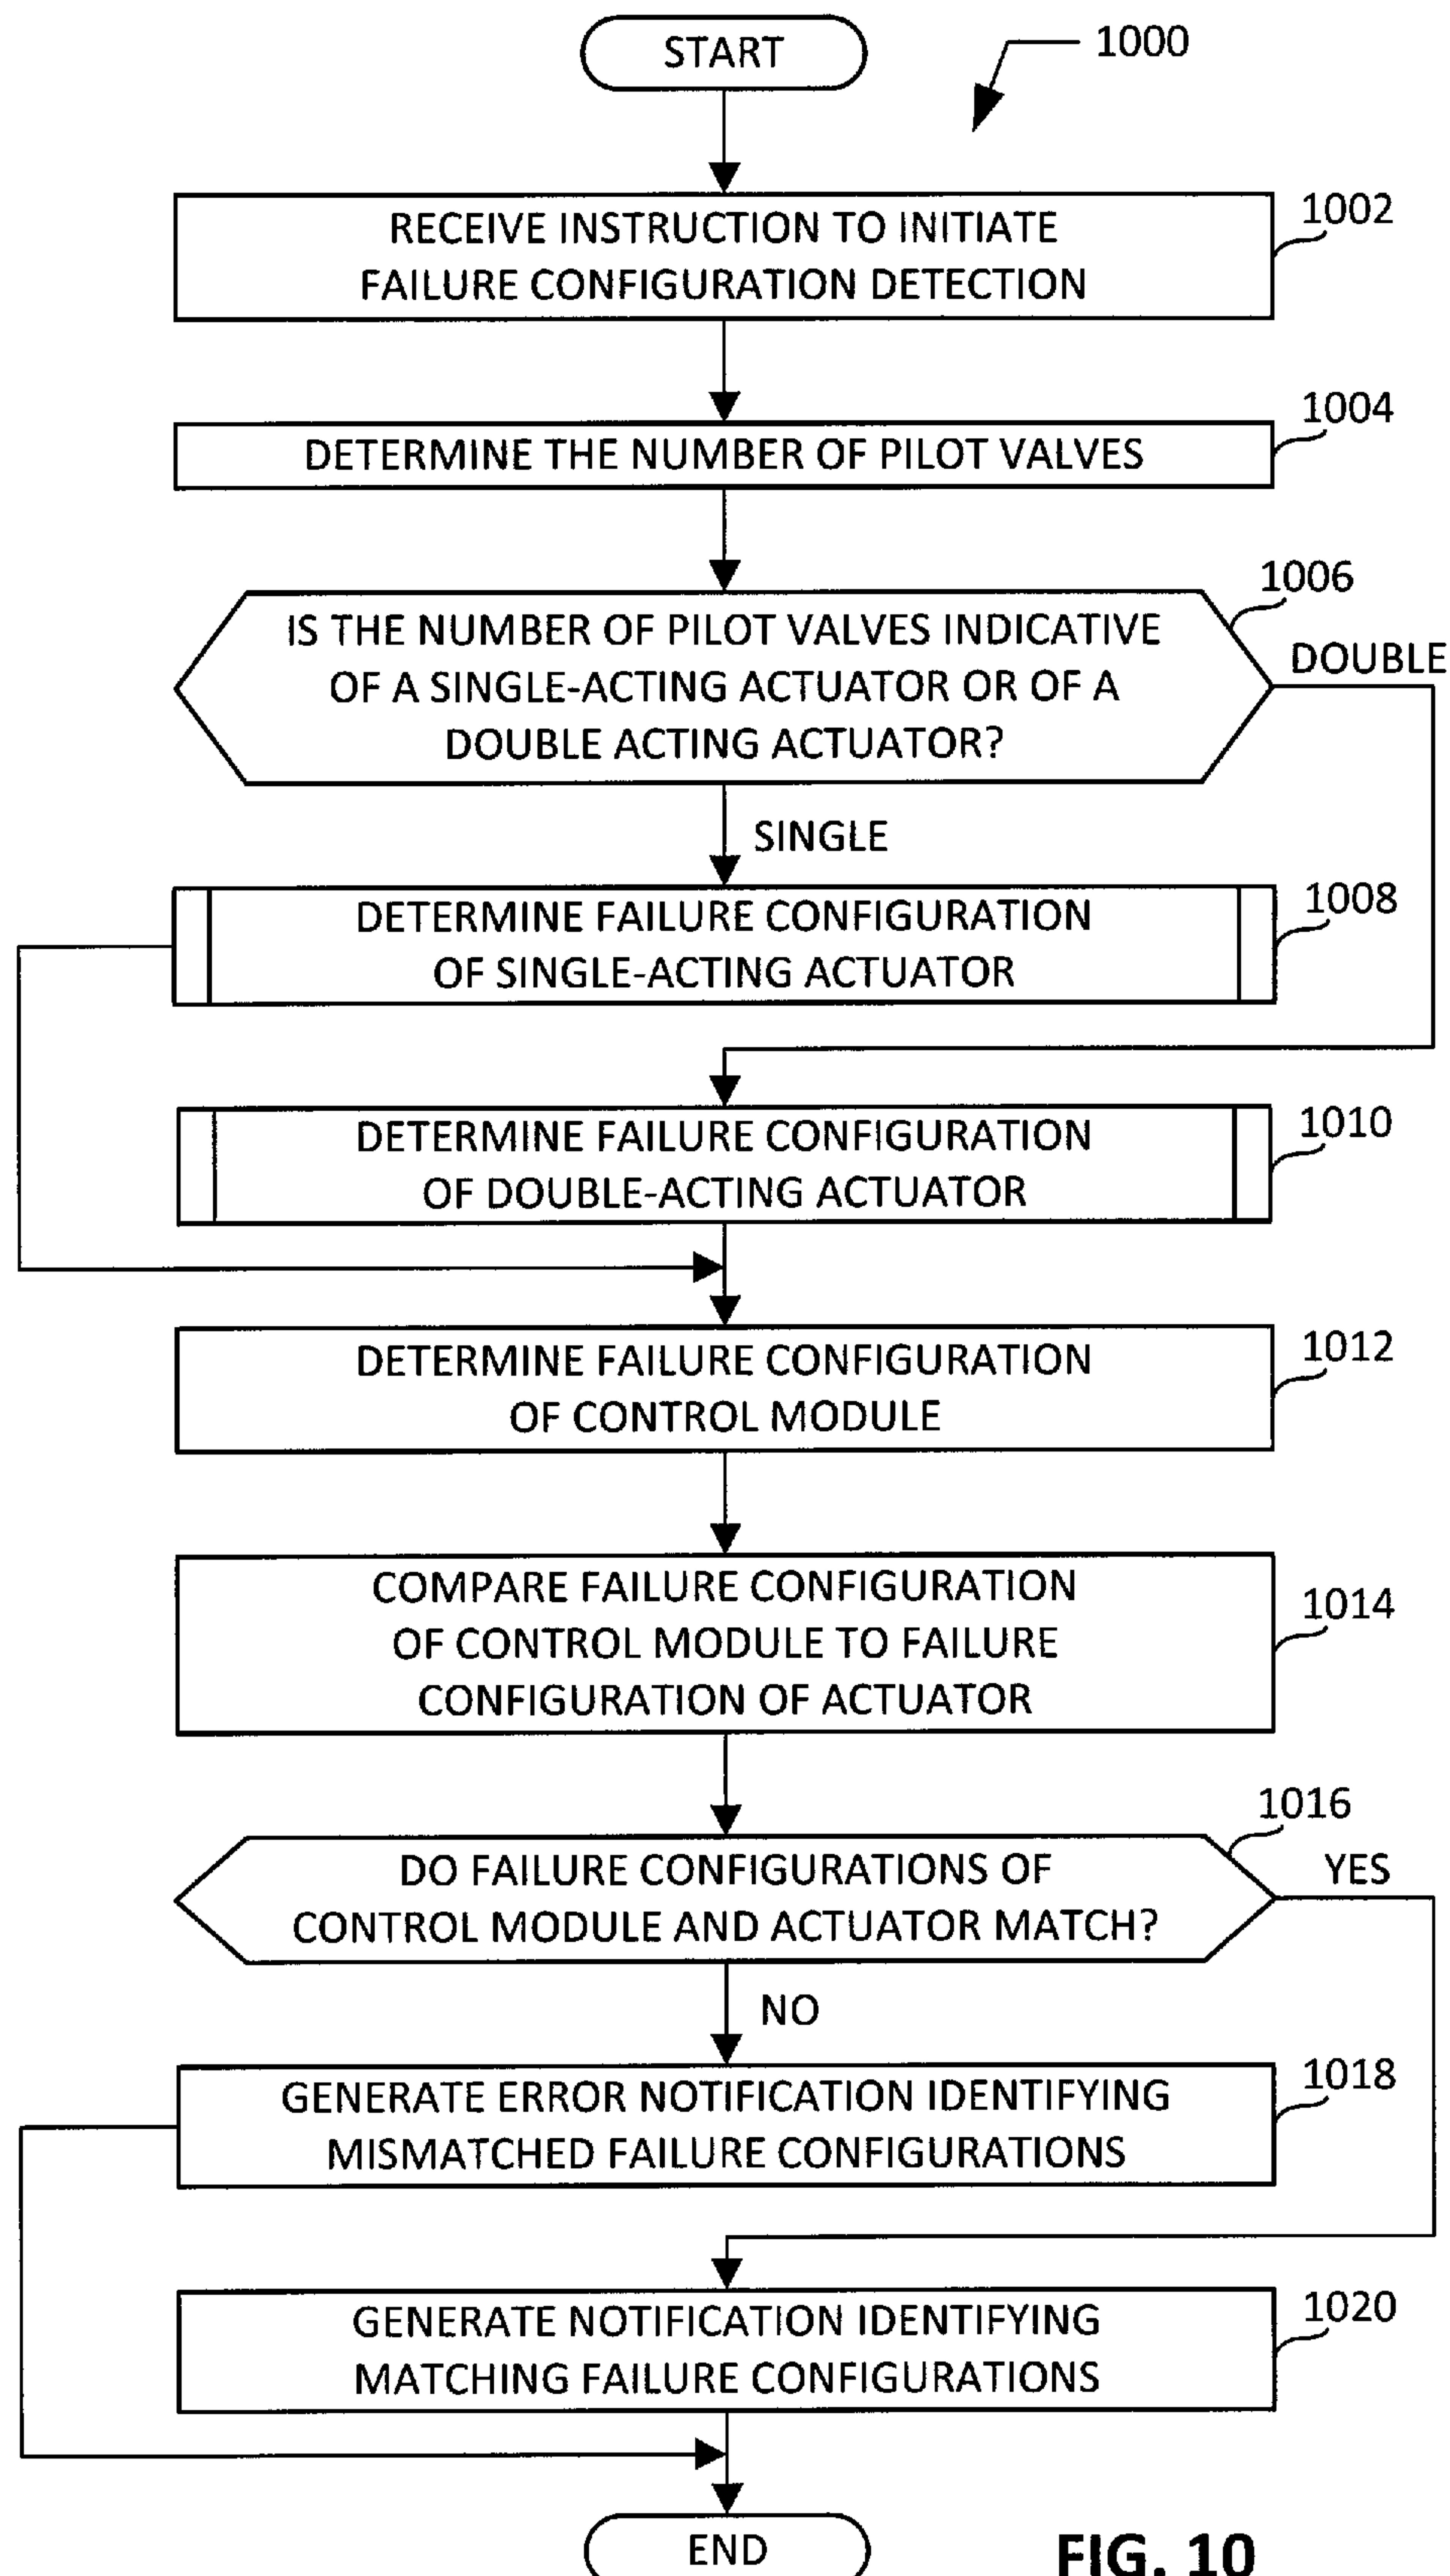 START
1000
RECEIVE INSTRUCTION TO INITIATE
FAILURE CONFIGURATION DETECTION
1002
DETERMINE THE NUMBER OF PILOT VALVES
1004
IS THE NUMBER OF PILOT VALVES INDICATIVE
OF A SINGLE-ACTING ACTUATOR OR OF A
DOUBLE ACTING ACTUATOR?
1006
DOUBLE
SINGLE
DETERMINE FAILURE CONFIGURATION
OF SINGLE-ACTING ACTUATOR
1008
DETERMINE FAILURE CONFIGURATION
OF DOUBLE-ACTING ACTUATOR
1010
DETERMINE FAILURE CONFIGURATION
OF CONTROL MODULE
1012
COMPARE FAILURE CONFIGURATION
OF CONTROL MODULE TO FAILURE
CONFIGURATION OF ACTUATOR
1014
DO FAILURE CONFIGURATIONS OF
CONTROL MODULE AND ACTUATOR MATCH?
1016
YES
NO
GENERATE ERROR NOTIFICATION IDENTIFYING
MISMATCHED FAILURE CONFIGURATIONS
1018
GENERATE NOTIFICATION IDENTIFYING
MATCHING FAILURE CONFIGURATIONS
1020
END
FIG. 10